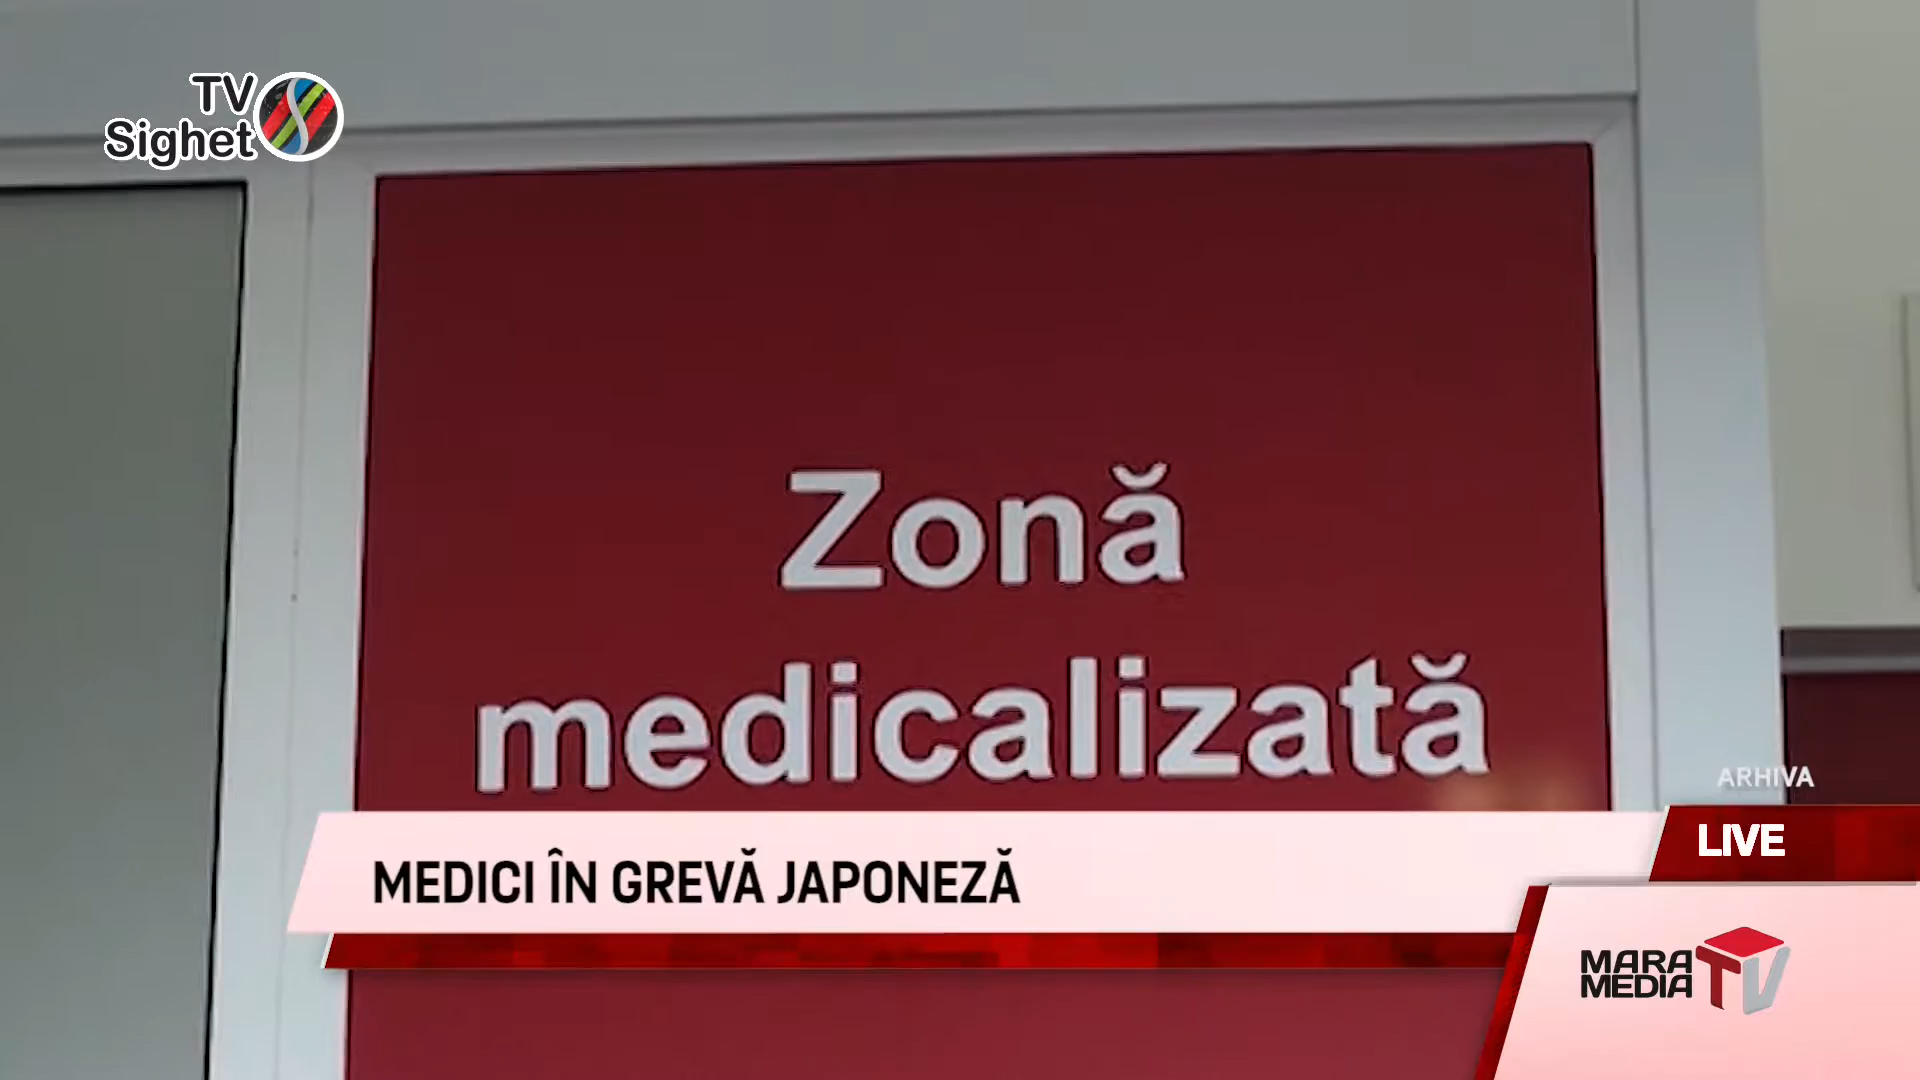 TV
Sighet
Zonă
medicalizată
ARHIVA
LIVE
MEDICI ÎN GREVĂ JAPONEZĂ
MARA
MEDIA TV